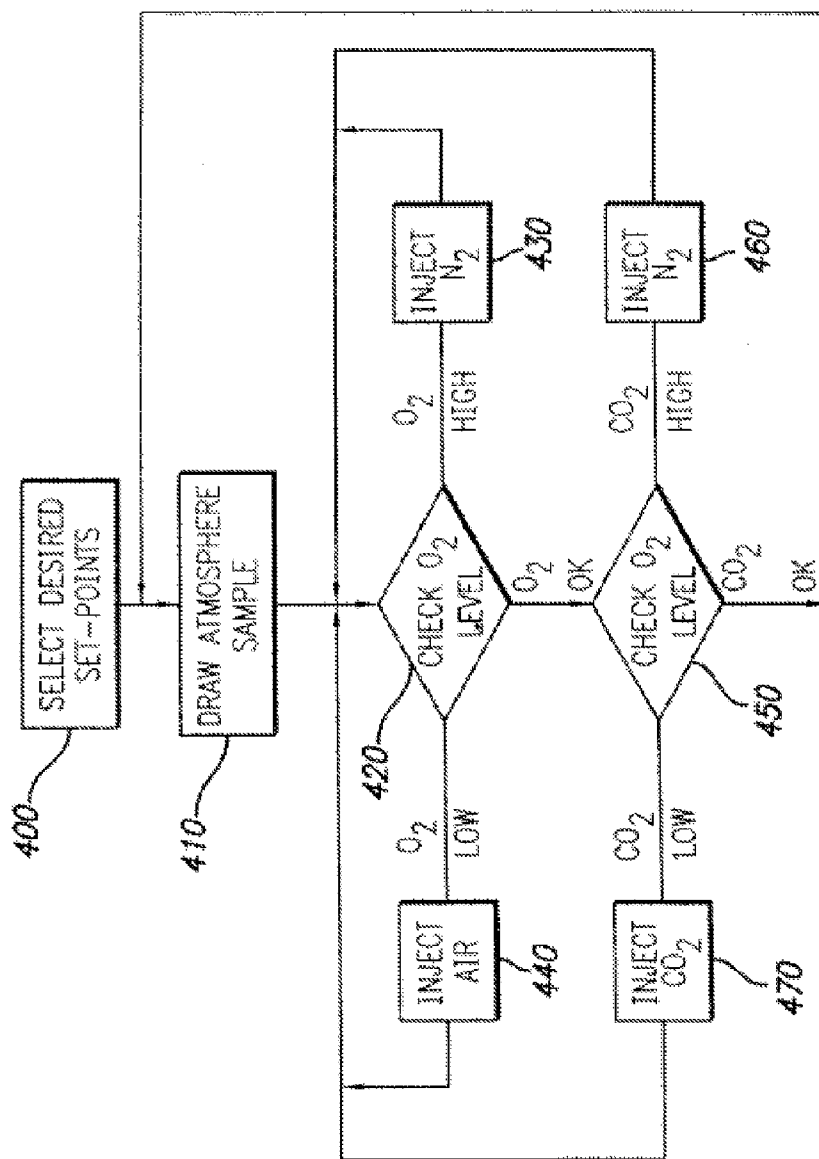 SELECT DESIRED
SET-POINTS
400
DRAW ATMOSPHERE
SAMPLE
410
CHECK O2
LEVEL
420
O2
HIGH
INJECT
N2
430
O2
LOW
INJECT
AIR
440
O2
OK
CHECK O2
LEVEL
450
CO2
HIGH
INJECT
N2
460
CO2
LOW
INJECT
CO2
470
CO2
OK